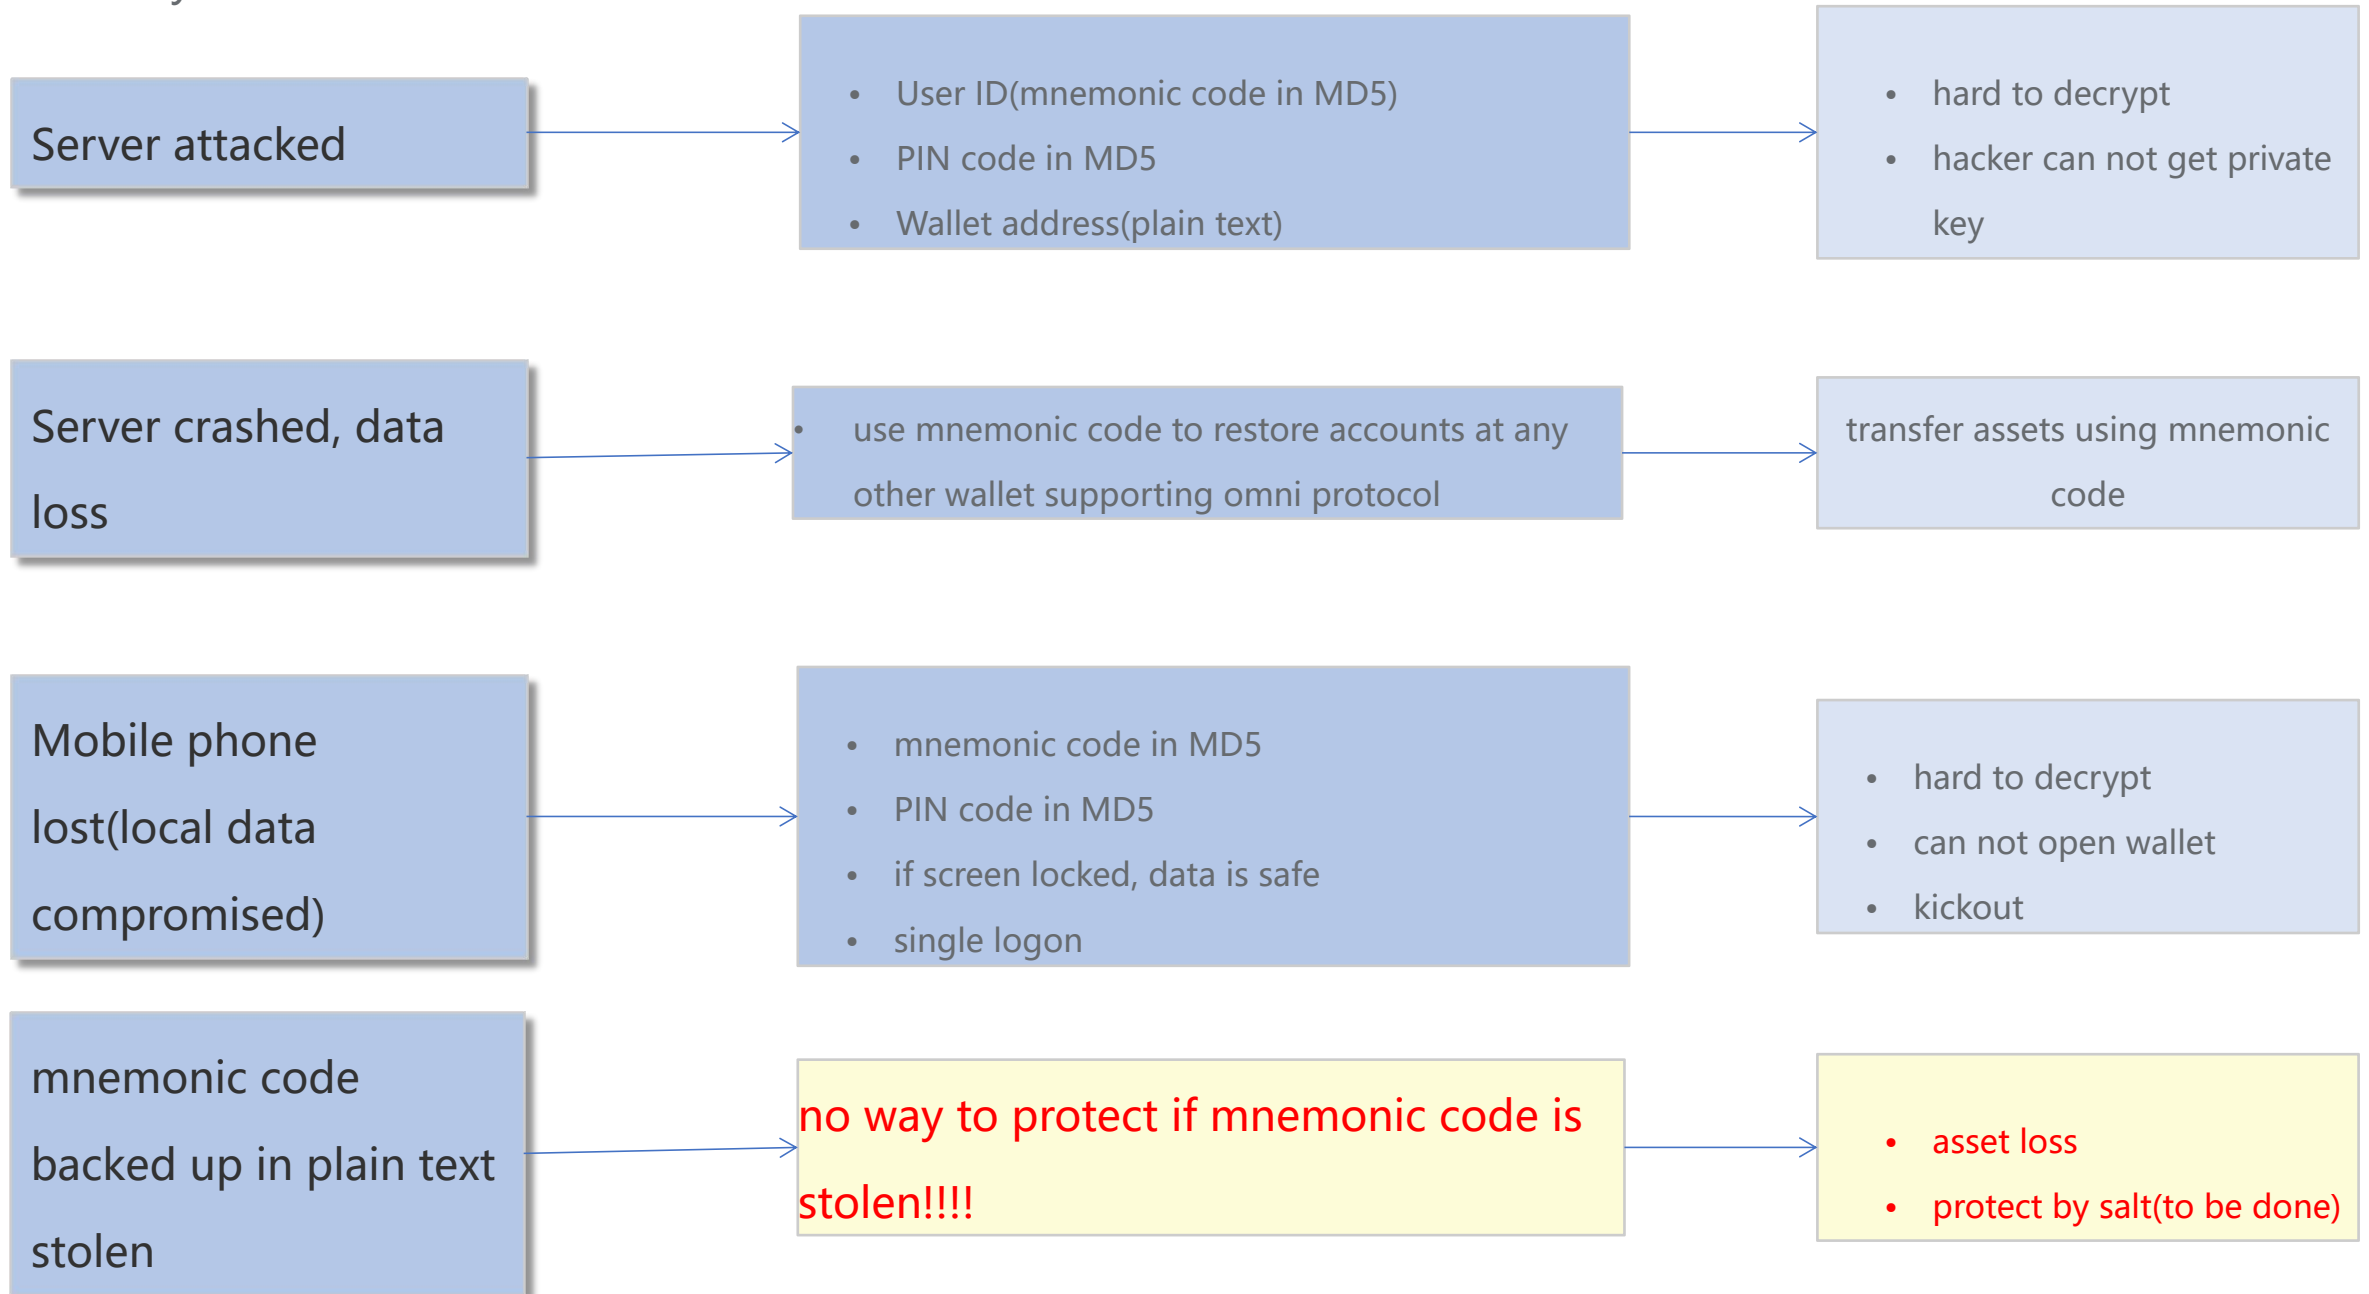 Server attacked
• User ID(mnemonic code in MD5)
• PIN code in MD5
• Wallet address(plain text)
• hard to decrypt
• hacker can not get private
key
Server crashed, data
loss
• use mnemonic code to restore accounts at any
other wallet supporting omni protocol
transfer assets using mnemonic
code
Mobile phone
lost(local data
compromised)
• mnemonic code in MD5
• PIN code in MD5
• if screen locked, data is safe
• single logon
• hard to decrypt
• can not open wallet
• kickout
mnemonic code
backed up in plain text
stolen
no way to protect if mnemonic code is
stolen!!!!
• asset loss
• protect by salt(to be done)